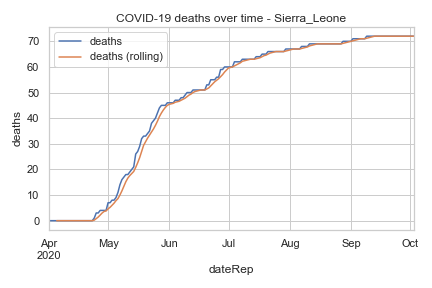 COVID-19 deaths over time - Sierra_Leone
deaths
deaths (rolling)
deaths
70
60
50
40
30
20
10
0
Apr May Jun Jul Aug Sep Oct
2020
dateRep